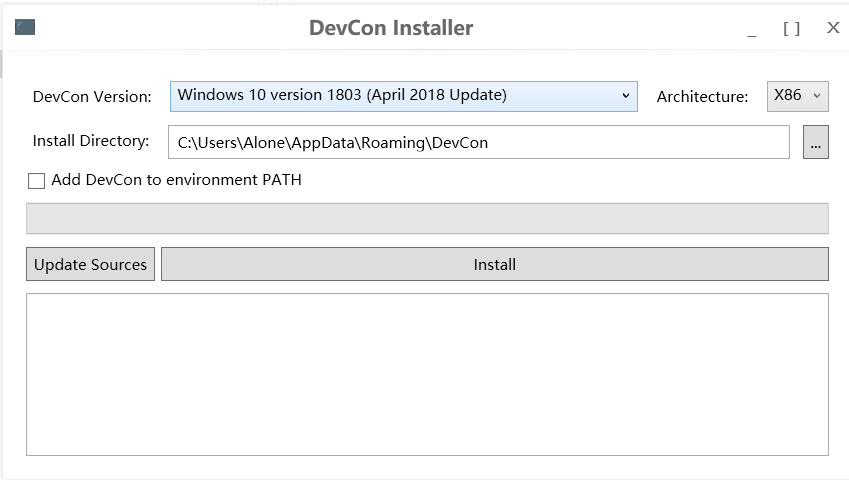 DevCon Installer
_ [ ] X
DevCon Version: Windows 10 version 1803 (April 2018 Update) Architecture: X86
Install Directory: C:\Users\Alone\AppData\Roaming\DevCon ...
Add DevCon to environment PATH
Update Sources Install